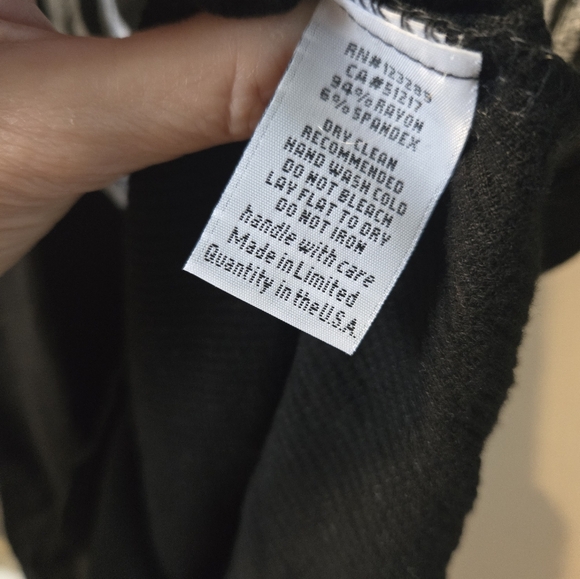 RN#123295
CA#51217
94%RAYON
6%SPANDEX
DRY CLEAN
RECOMMENDED
HAND WASH COLD
DO NOT BLEACH
LAY FLAT TO DRY
DO NOT IRON
handle with care
Made in Limited
Quantity in the U.S.A.